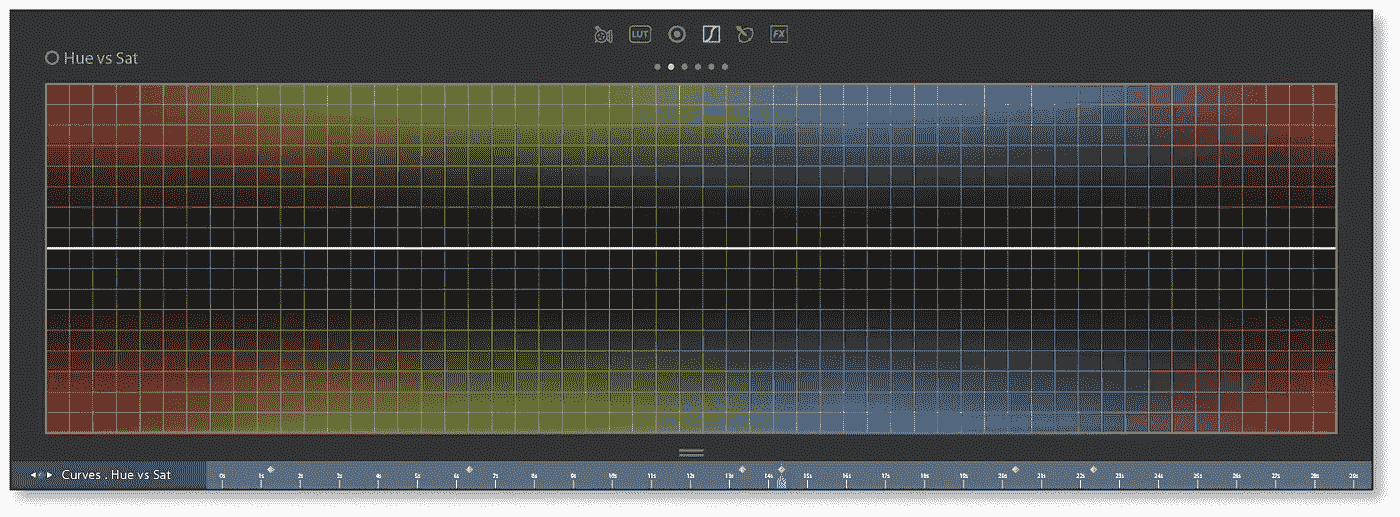 LUT
FX
Hue vs Sat
Curves . Hue vs Sat
0s 1s 2s 3s 4s 5s 6s 7s 8s 9s 10s 11s 12s 13s 14s 15s 16s 17s 18s 19s 20s 21s 22s 23s 24s 25s 26s 27s 28s 29s